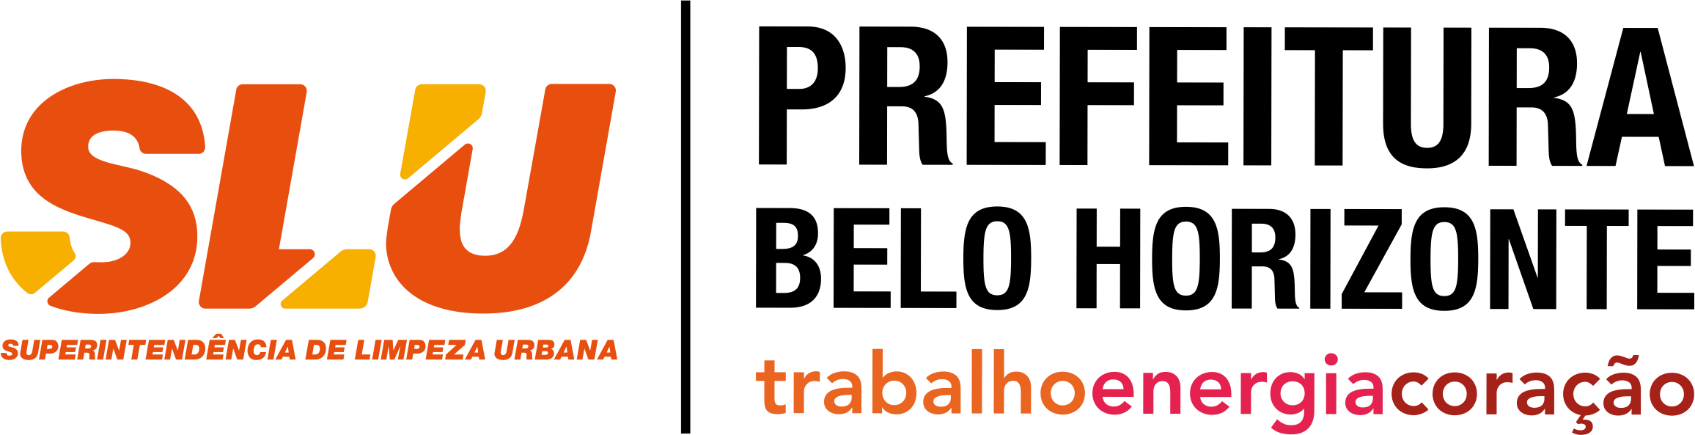 SLU
SUPERINTENDÊNCIA DE LIMPEZA URBANA
PREFEITURA
BELO HORIZONTE
trabalhoenergiacoração